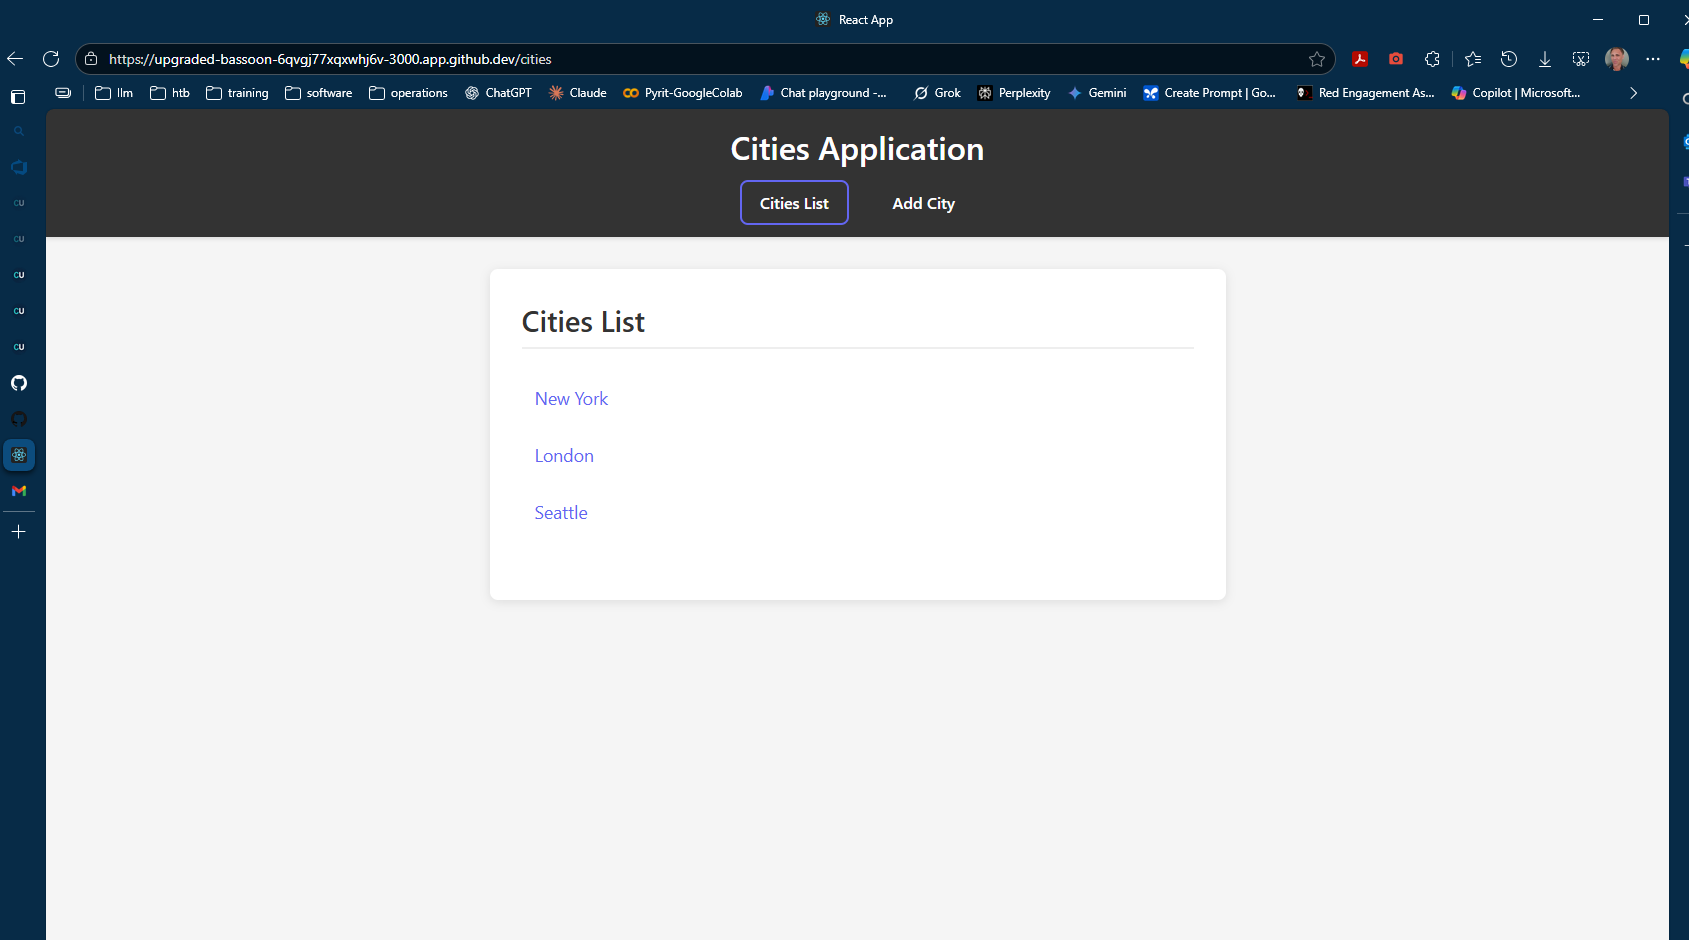 React App
https://upgraded-bassoon-6qvgj77xqxwhj6v-3000.app.github.dev/cities
llm htb training software operations ChatGPT Claude Pyrit-GoogleColab Chat playground -... Grok Perplexity Gemini Create Prompt | Go... Red Engagement As... Copilot | Microsoft...
Cities Application
Cities List Add City
Cities List
New York
London
Seattle
CU
CU
CU
CU
CU